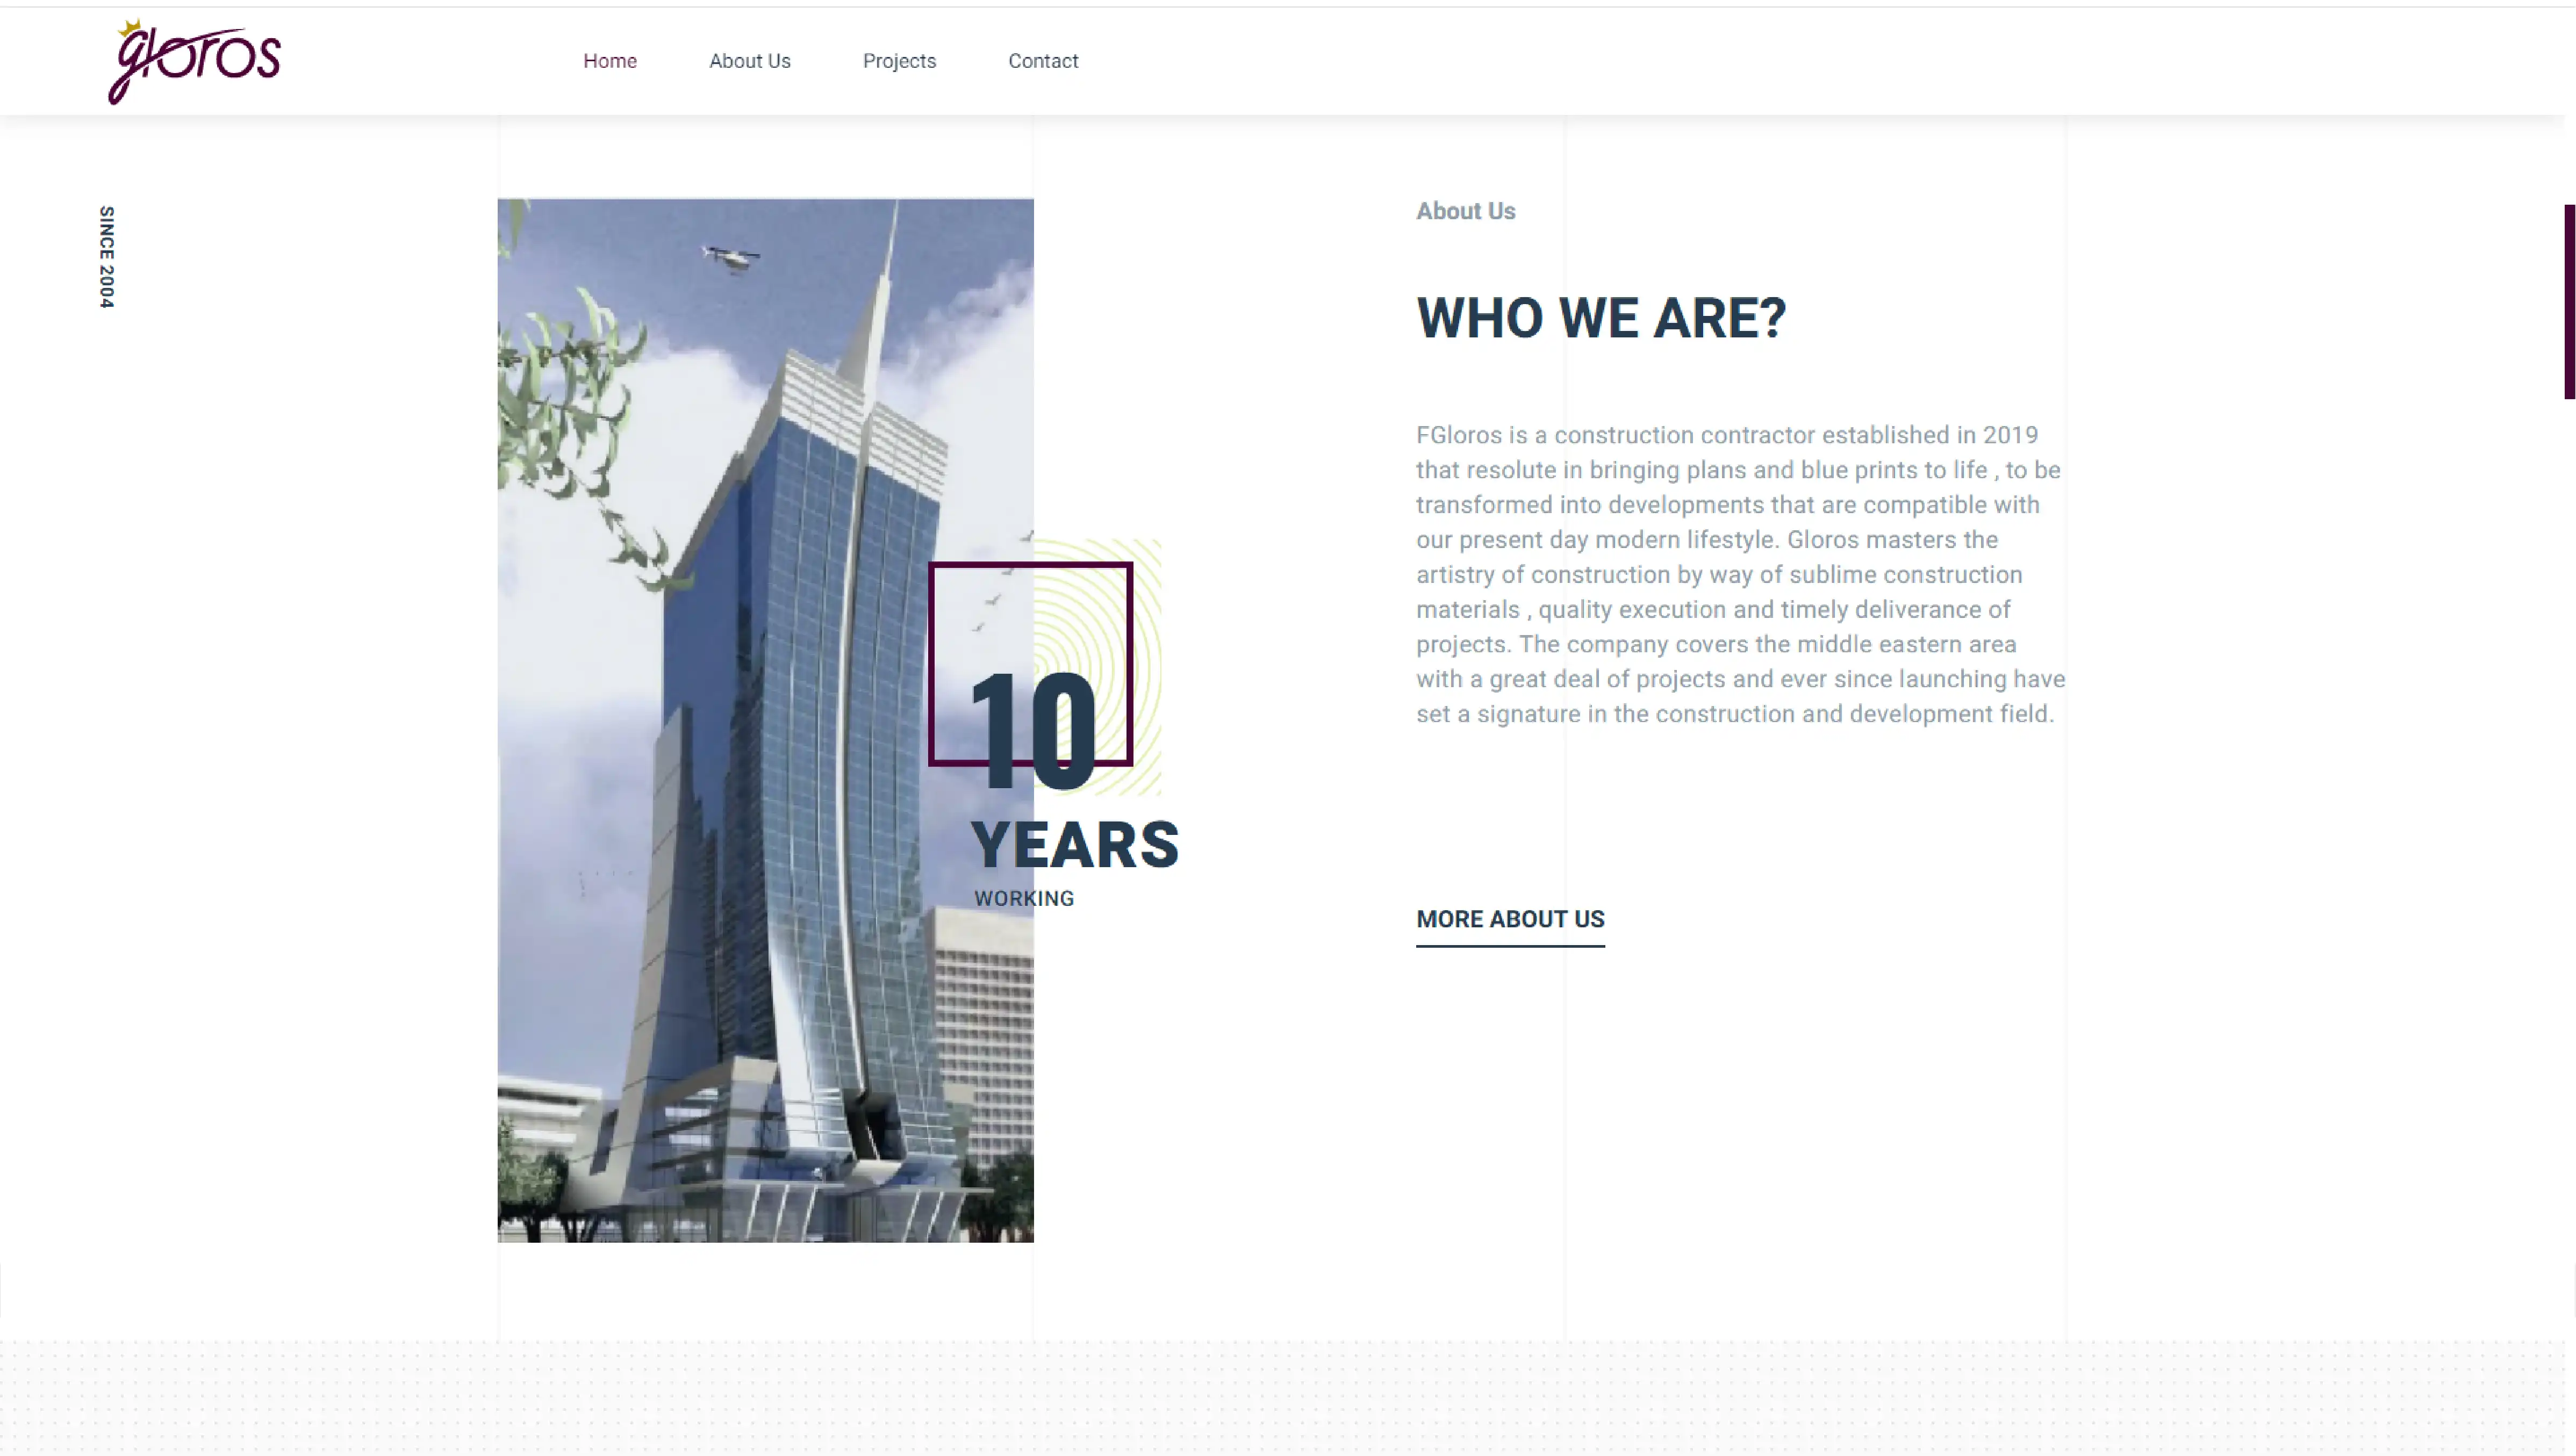 gloros
Home
About Us
Projects
Contact
SINCE 2004
10
YEARS
WORKING
About Us
WHO WE ARE?
FGloros is a construction contractor established in 2019
that resolute in bringing plans and blue prints to life , to be
transformed into developments that are compatible with
our present day modern lifestyle. Gloros masters the
artistry of construction by way of sublime construction
materials , quality execution and timely deliverance of
projects. The company covers the middle eastern area
with a great deal of projects and ever since launching have
set a signature in the construction and development field.
MORE ABOUT US